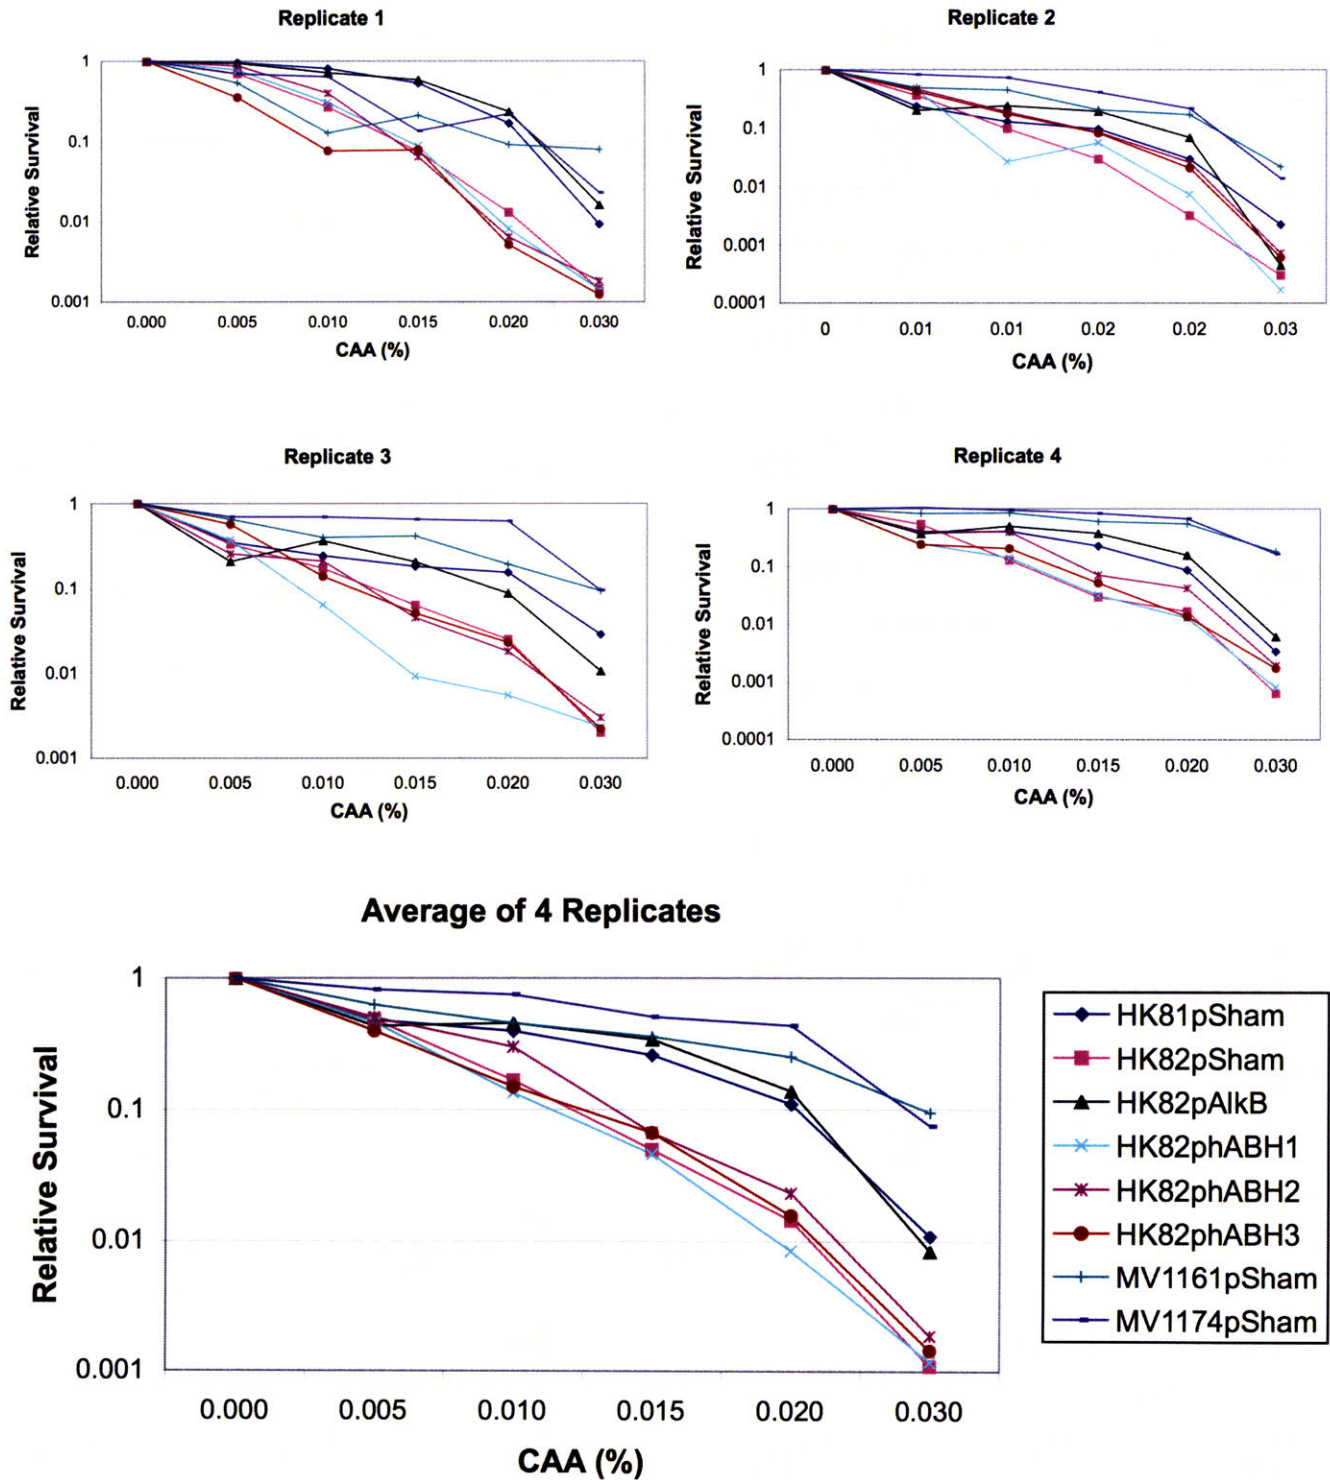 Replicate 1
Relative Survival
1
0.1
0.01
0.001
0.000 0.005 0.010 0.015 0.020 0.030
CAA (%)
Replicate 2
Relative Survival
1
0.1
0.01
0.001
0.0001
0 0.01 0.01 0.02 0.02 0.03
CAA (%)
Replicate 3
Relative Survival
1
0.1
0.01
0.001
0.000 0.005 0.010 0.015 0.020 0.030
CAA (%)
Replicate 4
Relative Survival
1
0.1
0.01
0.001
0.0001
0.000 0.005 0.010 0.015 0.020 0.030
CAA (%)
Average of 4 Replicates
Relative Survival
1
0.1
0.01
0.001
0.000 0.005 0.010 0.015 0.020 0.030
CAA (%)
HK81pSham
HK82pSham
HK82pAlkB
HK82phABH1
HK82phABH2
HK82phABH3
MV1161pSham
MV1174pSham